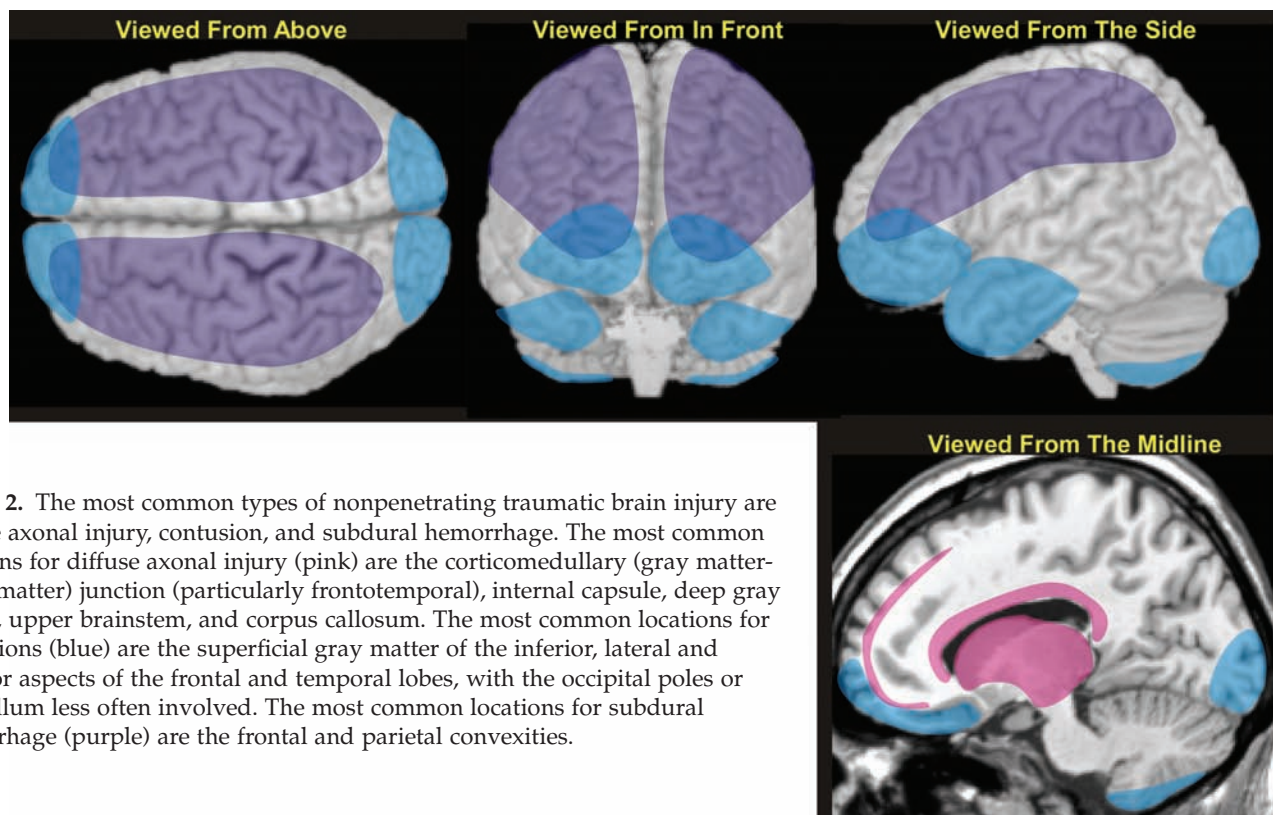 Viewed From Above
Viewed From In Front
Viewed From The Side
Viewed From The Midline
2. The most common types of nonpenetrating traumatic brain injury are
axonal injury, contusion, and subdural hemorrhage. The most common
for diffuse axonal injury (pink) are the corticomedullary (gray matter-
matter) junction (particularly frontotemporal), internal capsule, deep gray
upper brainstem, and corpus callosum. The most common locations for
(blue) are the superficial gray matter of the inferior, lateral and
aspects of the frontal and temporal lobes, with the occipital poles or
less often involved. The most common locations for subdural
(purple) are the frontal and parietal convexities.